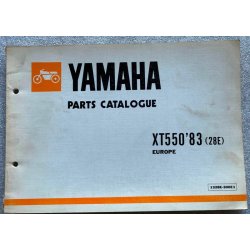 YAMAHA
PARTS CATALOGUE
XT550'83 (28E)
EUROPE